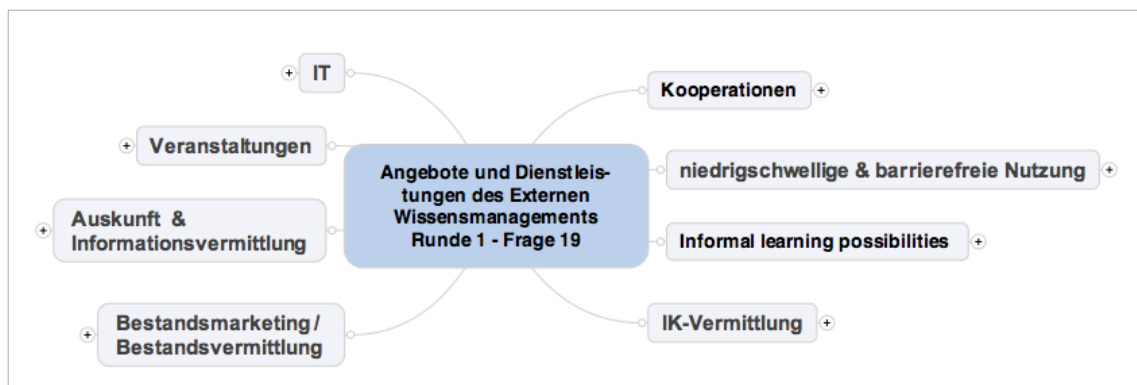 IT
Veranstaltungen
Auskunft &
Informationsvermittlung
Bestandsmarketing /
Bestandsvermittlung
Angebote und Dienstleis-
tungen des Externen
Wissensmanagements
Runde 1 - Frage 19
Kooperationen
niedrigschwellige & barrierefreie Nutzung
Informal learning possibilities
IK-Vermittlung